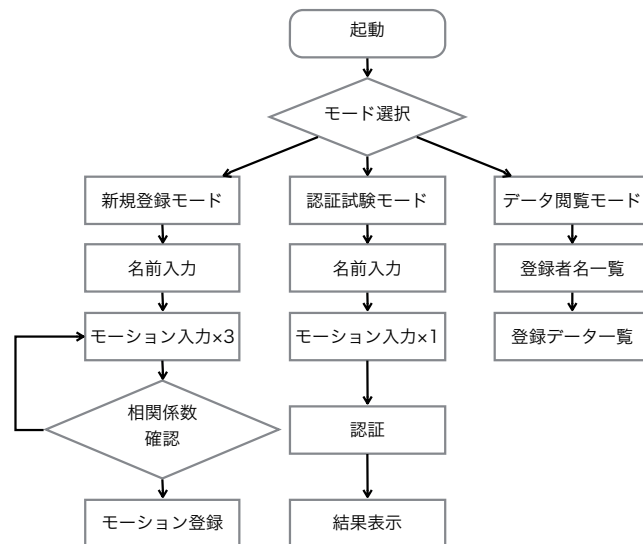 起動
モード選択
新規登録モード
認証試験モード
データ閲覧モード
名前入力
名前入力
登録者名一覧
モーション入力×3
モーション入力×1
登録データ一覧
相関係数
確認
認証
モーション登録
結果表示